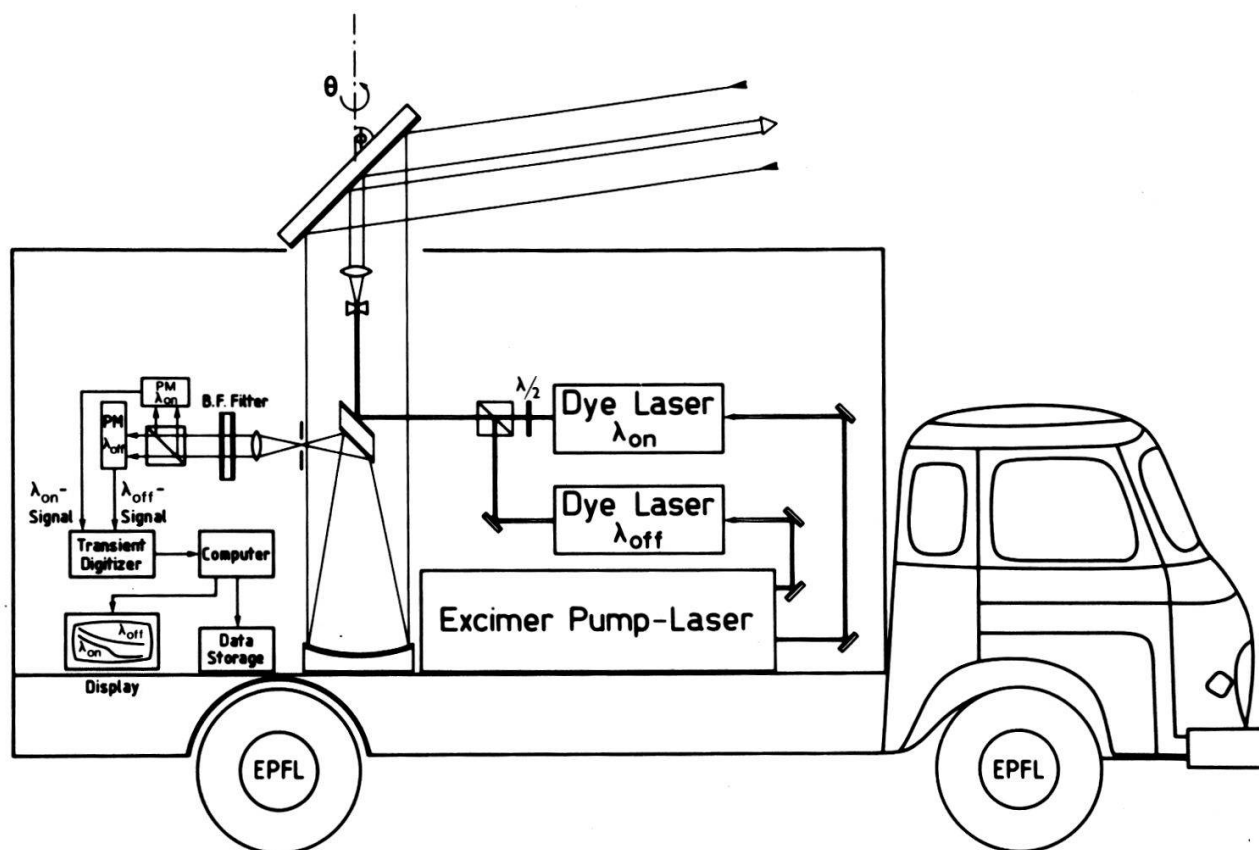 θ
PM
λon
B.F. Filter
PM
λoff
λon-
Signal
λoff-
Signal
λ/2
Dye Laser
λon
Dye Laser
λoff
Transient
Digitizer
Computer
Excimer Pump-Laser
λoff
λon
Data
Storage
Display
EPFL
EPFL